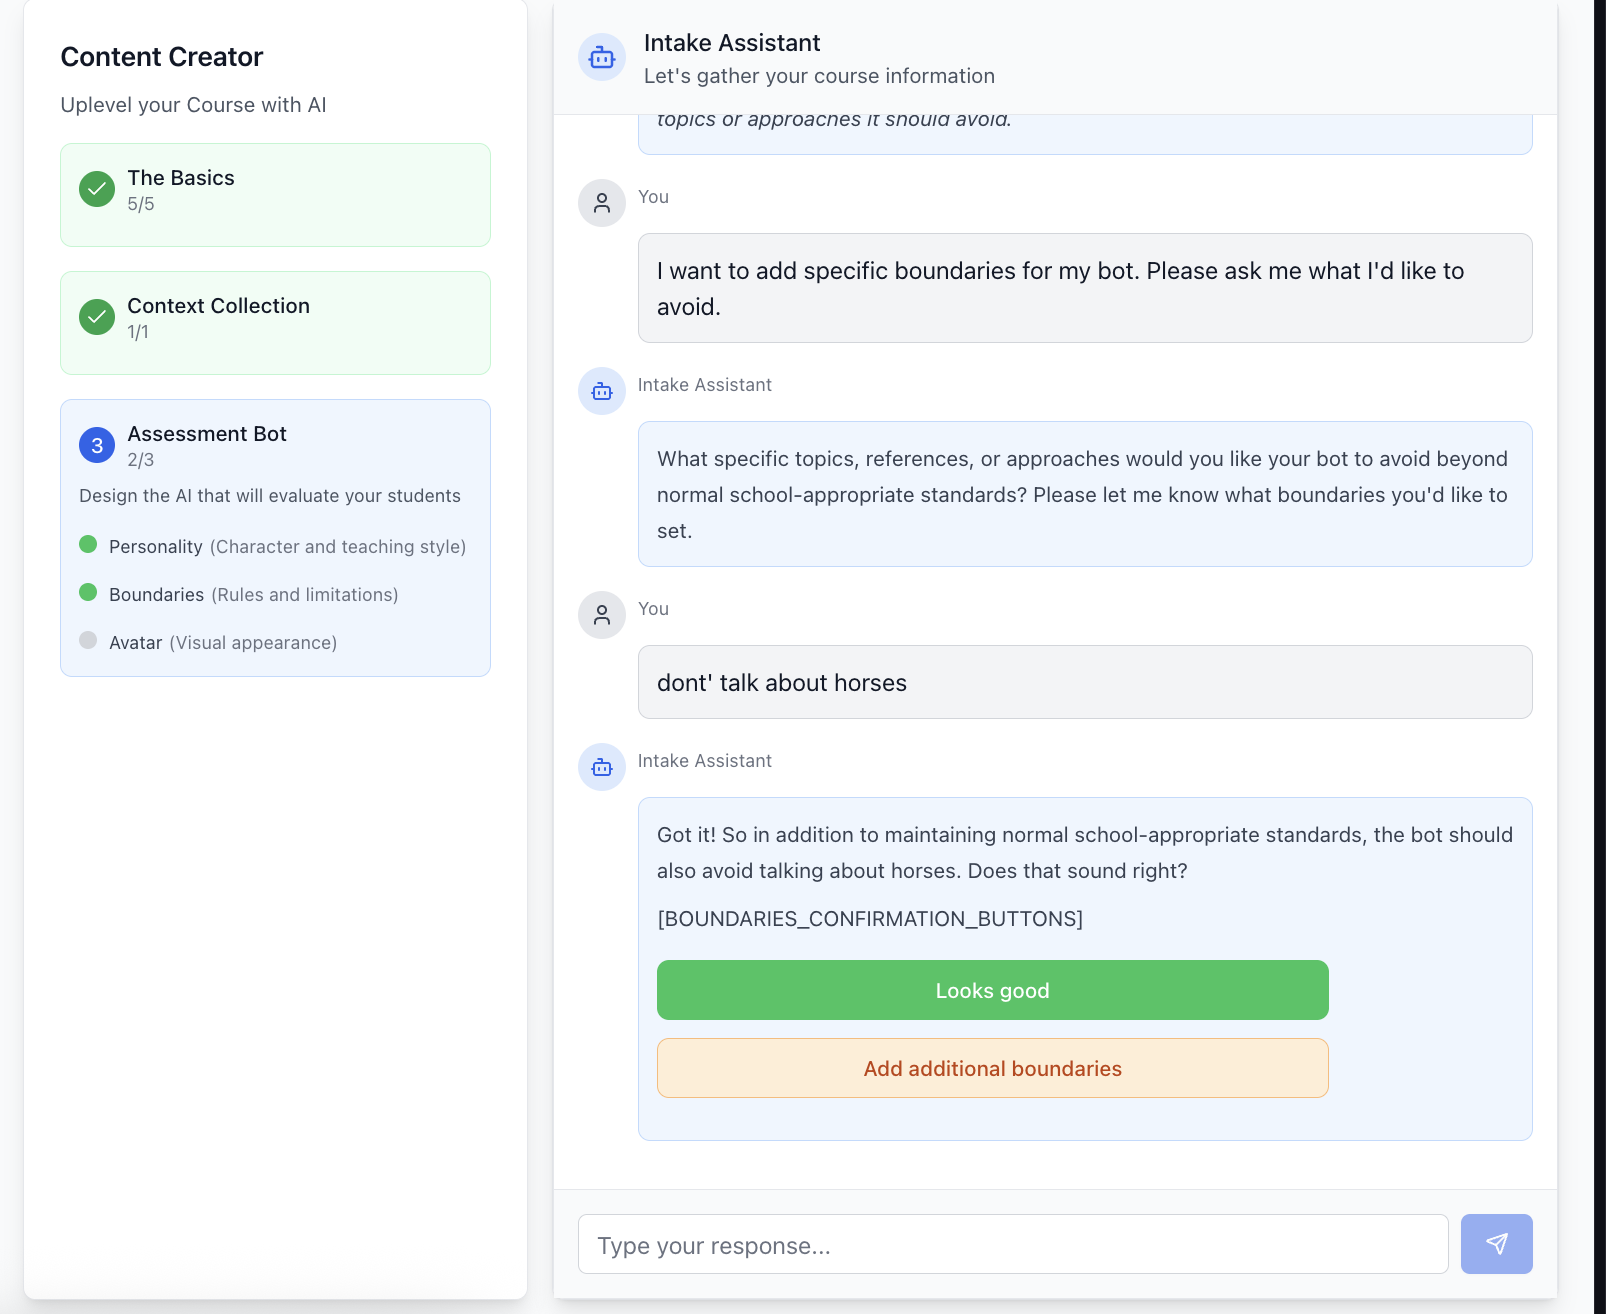 Content Creator
Uplevel your Course with AI
The Basics
5/5
Context Collection
1/1
3
Assessment Bot
2/3
Design the AI that will evaluate your students
Personality (Character and teaching style)
Boundaries (Rules and limitations)
Avatar (Visual appearance)
Intake Assistant
Let's gather your course information
topics or approaches it should avoid.
You
I want to add specific boundaries for my bot. Please ask me what I'd like to
avoid.
Intake Assistant
What specific topics, references, or approaches would you like your bot to avoid beyond
normal school-appropriate standards? Please let me know what boundaries you'd like to
set.
You
dont' talk about horses
Intake Assistant
Got it! So in addition to maintaining normal school-appropriate standards, the bot should
also avoid talking about horses. Does that sound right?
[BOUNDARIES_CONFIRMATION_BUTTONS]
Looks good
Add additional boundaries
Type your response...